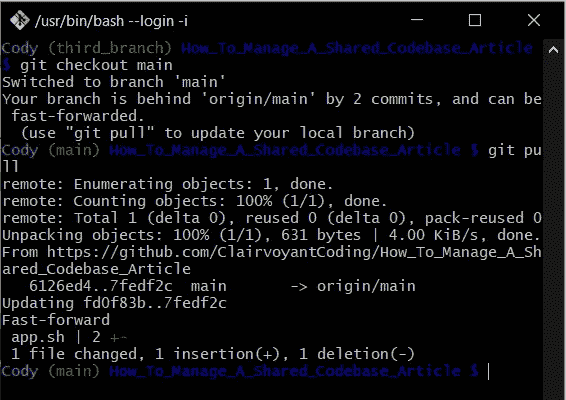 /usr/bin/bash --login -i
Cody (third_branch) How_To_Manage_A_Shared_Codebase_Article
$ git checkout main
Switched to branch 'main'
Your branch is behind 'origin/main' by 2 commits, and can be
 fast-forwarded.
  (use "git pull" to update your local branch)
Cody (main) How_To_Manage_A_Shared_Codebase_Article $ git pu
ll
remote: Enumerating objects: 1, done.
remote: Counting objects: 100% (1/1), done.
remote: Total 1 (delta 0), reused 0 (delta 0), pack-reused 0
Unpacking objects: 100% (1/1), 631 bytes | 4.00 KiB/s, done.
From https://github.com/ClairvoyantCoding/How_To_Manage_A_Sh
ared_Codebase_Article
   6126ed4..7fedf2c  main       -> origin/main
Updating fd0f83b..7fedf2c
Fast-forward
 app.sh | 2 +-
 1 file changed, 1 insertion(+), 1 deletion(-)
Cody (main) How_To_Manage_A_Shared_Codebase_Article $